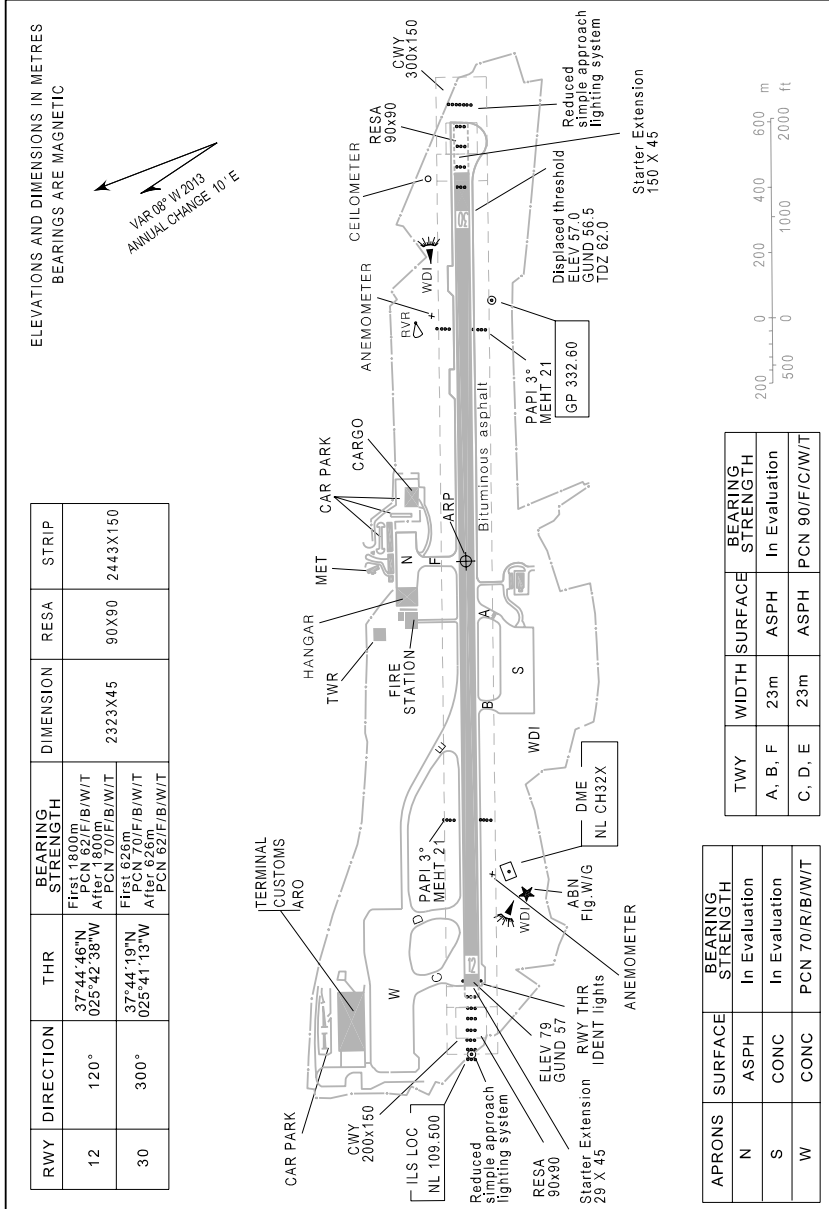 ELEVATIONS AND DIMENSIONS IN METRES
BEARINGS ARE MAGNETIC
VAR 08° W 2013
ANNUAL CHANGE 10' E
RWY DIRECTION THR BEARING STRENGTH DIMENSION RESA STRIP
12 120° 37°44'46"N 025°42'38"W First 1800m PCN 62/F/B/W/T After 1800m PCN 70/F/B/W/T 2323X45 90X90 2443X150
30 300° 37°44'19"N 025°41'13"W First 626m PCN 70/F/B/W/T After 626m PCN 62/F/B/W/T
CAR PARK
TERMINAL
CUSTOMS
ARO
TWR
HANGAR
FIRE
STATION
MET
CAR PARK
CARGO
ANEMOMETER
RVR
WDI
CEILOMETER
RESA
90x90
CWY
300x150
W
C
D
E
N
F
ARP
PAPI 3°
MEHT 21
12
30
Bituminous asphalt
A
B
S
WDI
CWY
200x150
ILS LOC
NL 109.500
Reduced
simple approach
lighting system
RESA
90x90
Starter Extension
29 X 45
ELEV 79
GUND 57
RWY THR
IDENT lights
ANEMOMETER
WDI
ABN
Flg.W/G
DME
NL CH32X
PAPI 3°
MEHT 21
GP 332.60
Displaced threshold
ELEV 57.0
GUND 56.5
TDZ 62.0
Starter Extension
150 X 45
Reduced
simple approach
lighting system
APRONS SURFACE BEARING STRENGTH
N ASPH In Evaluation
S CONC In Evaluation
W CONC PCN 70/R/B/W/T
TWY WIDTH SURFACE BEARING STRENGTH
A, B, F 23m ASPH In Evaluation
C, D, E 23m ASPH PCN 90/F/C/W/T
200 0 200 400 600 m
500 0 1000 2000 ft